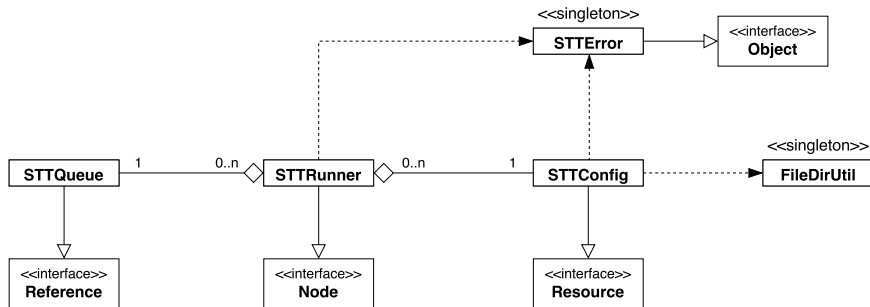 <<singleton>>
STTError
<<interface>>
Object
1
0..n
0..n
1
<<singleton>>
STTQueue
STTRunner
STTConfig
FileDirUtil
<<interface>>
Reference
<<interface>>
Node
<<interface>>
Resource